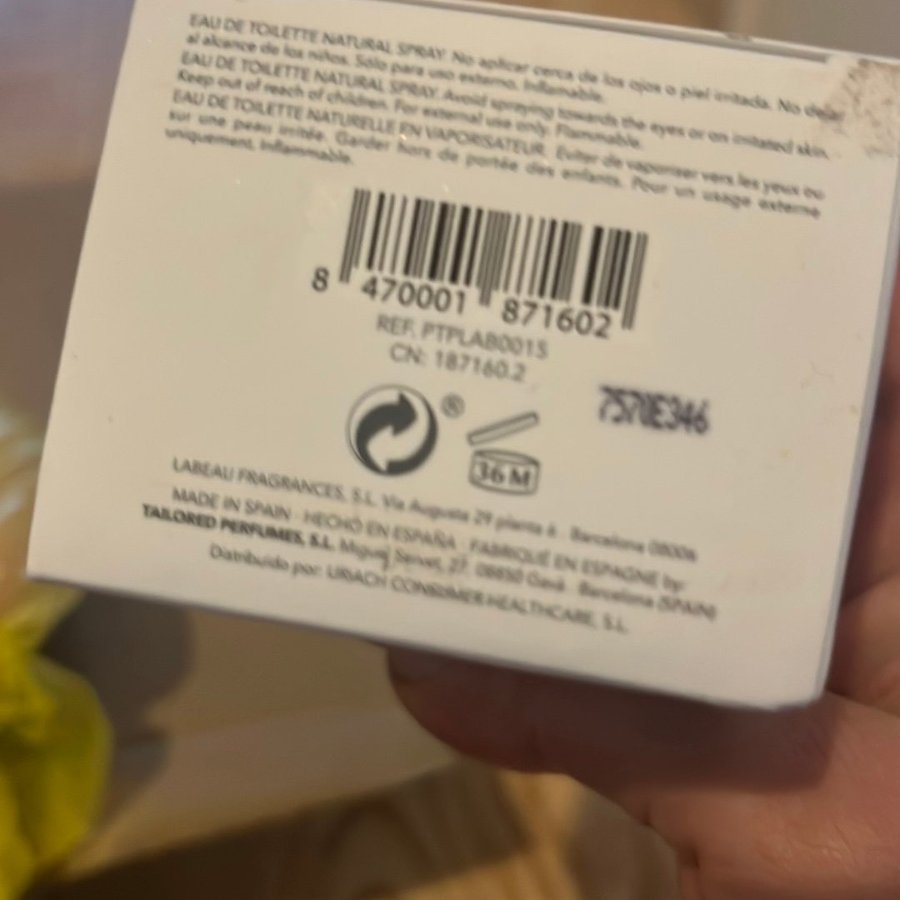 EAU DE TOILETTE NATURAL SPRAY. No aplicar cerca de los ojos o piel irritada. No dejar
al alcance de los niños. Sólo para uso externo. Inflamable.
EAU DE TOILETTE NATURAL SPRAY. Avoid spraying towards the eyes or on irritated skin.
Keep out of reach of children. For external use only. Flammable.
EAU DE TOILETTE NATURELLE EN VAPORISATEUR. Eviter de vaporiser vers les yeux ou
sur une peau irritée. Garder hors de portée des enfants. Pour un usage externe
uniquement. Inflammable.
8 470001 871602
REF. PTPLAB0015
CN: 187160.2
7570E346
®
36 M
LABEAU FRAGRANCES, S.L. Via Augusta 29 planta 6 . Barcelona 08006
MADE IN SPAIN · HECHO EN ESPAÑA . FABRIQUÉ EN ESPAGNE by:
TAILORED PERFUMES, S.L. Miguel Servet, 27. 08850 Gavá . Barcelona (SPAIN)
Distribuido por: URIACH CONSUMER HEALTHCARE, S.L.